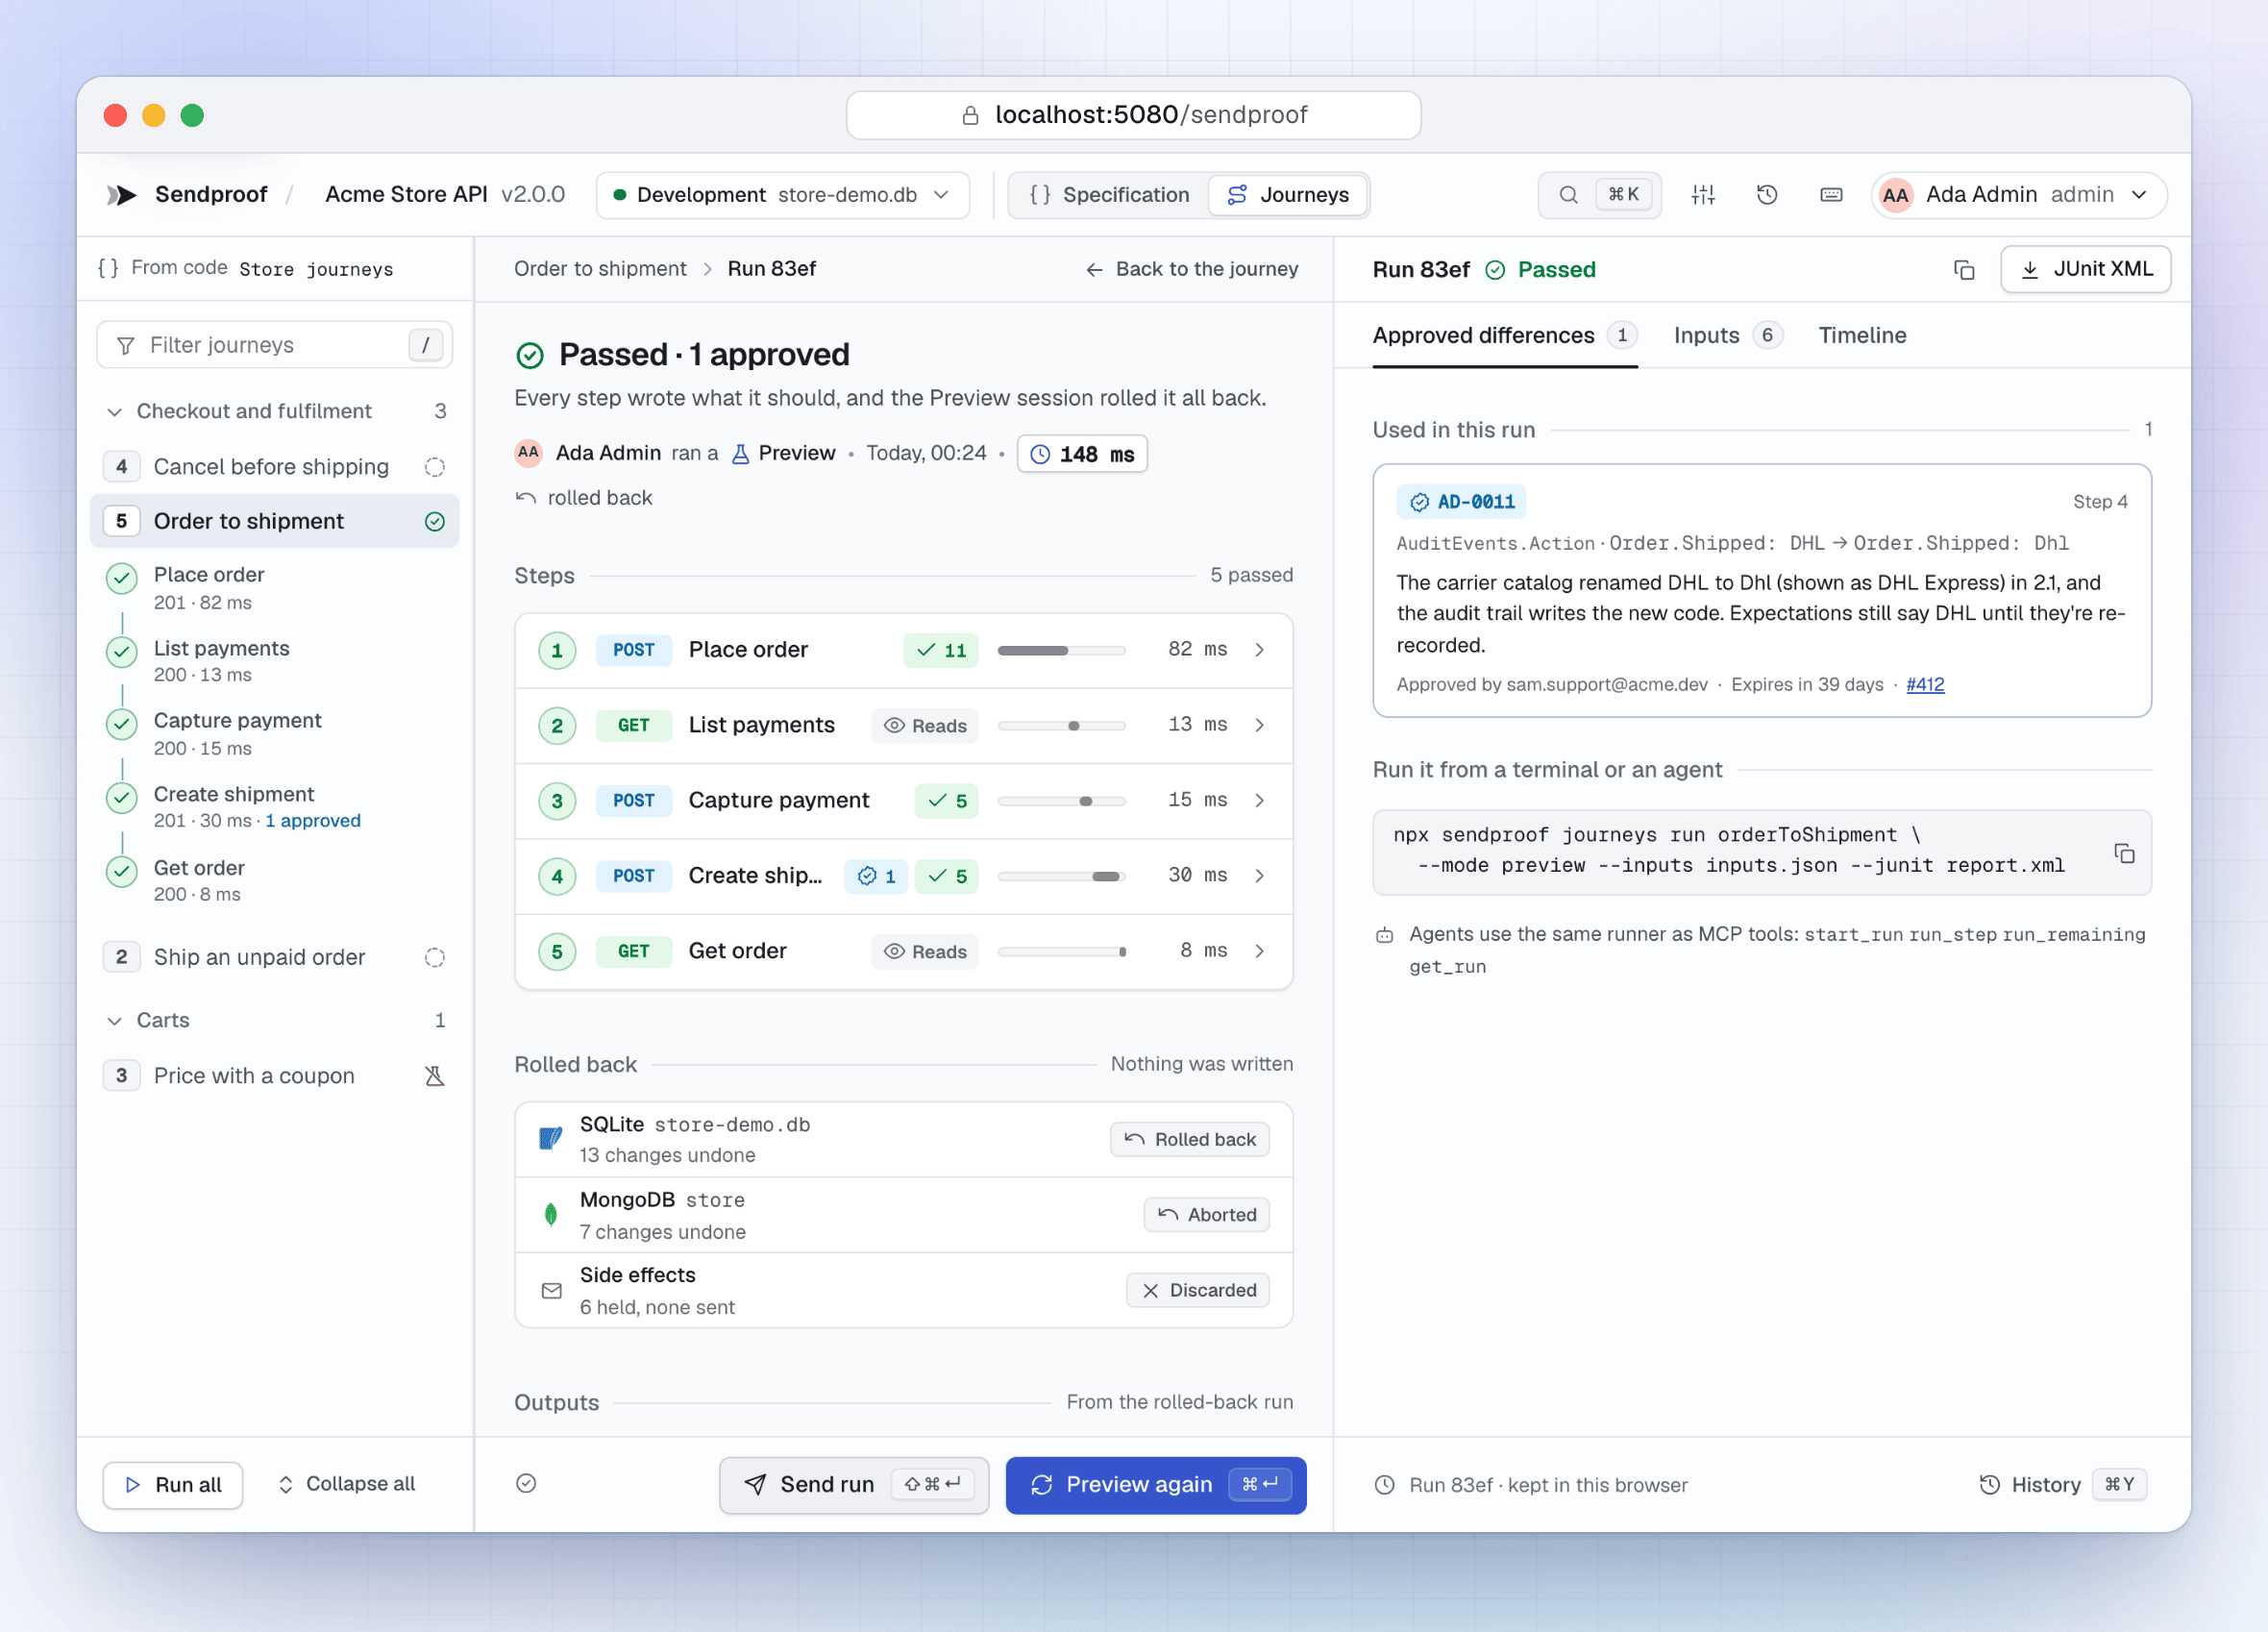 localhost:5080/sendproof
Sendproof / Acme Store API v2.0.0 Development store-demo.db { } Specification Journeys ⌘K AA Ada Admin admin
{ } From code Store journeys
Filter journeys /
Checkout and fulfilment 3
4 Cancel before shipping
5 Order to shipment
Place order
201 · 82 ms
List payments
200 · 13 ms
Capture payment
200 · 15 ms
Create shipment
201 · 30 ms · 1 approved
Get order
200 · 8 ms
2 Ship an unpaid order
Carts 1
3 Price with a coupon
Run all Collapse all
Order to shipment > Run 83ef ← Back to the journey
Passed · 1 approved
Every step wrote what it should, and the Preview session rolled it all back.
AA Ada Admin ran a Preview • Today, 00:24 • 148 ms
rolled back
Steps 5 passed
1 POST Place order 11 82 ms
2 GET List payments Reads 13 ms
3 POST Capture payment 5 15 ms
4 POST Create ship... 1 5 30 ms
5 GET Get order Reads 8 ms
Rolled back Nothing was written
SQLite store-demo.db
13 changes undone
Rolled back
MongoDB store
7 changes undone
Aborted
Side effects
6 held, none sent
Discarded
Outputs From the rolled-back run
Send run ⇧⌘↵ Preview again ⌘↵
Run 83ef Passed JUnit XML
Approved differences 1 Inputs 6 Timeline
Used in this run 1
AD-0011 Step 4
AuditEvents.Action · Order.Shipped: DHL → Order.Shipped: Dhl
The carrier catalog renamed DHL to Dhl (shown as DHL Express) in 2.1, and
the audit trail writes the new code. Expectations still say DHL until they're re-
recorded.
Approved by sam.support@acme.dev · Expires in 39 days · #412
Run it from a terminal or an agent
npx sendproof journeys run orderToShipment \
--mode preview --inputs inputs.json --junit report.xml
Agents use the same runner as MCP tools: start_run run_step run_remaining
get_run
Run 83ef · kept in this browser History ⌘Y